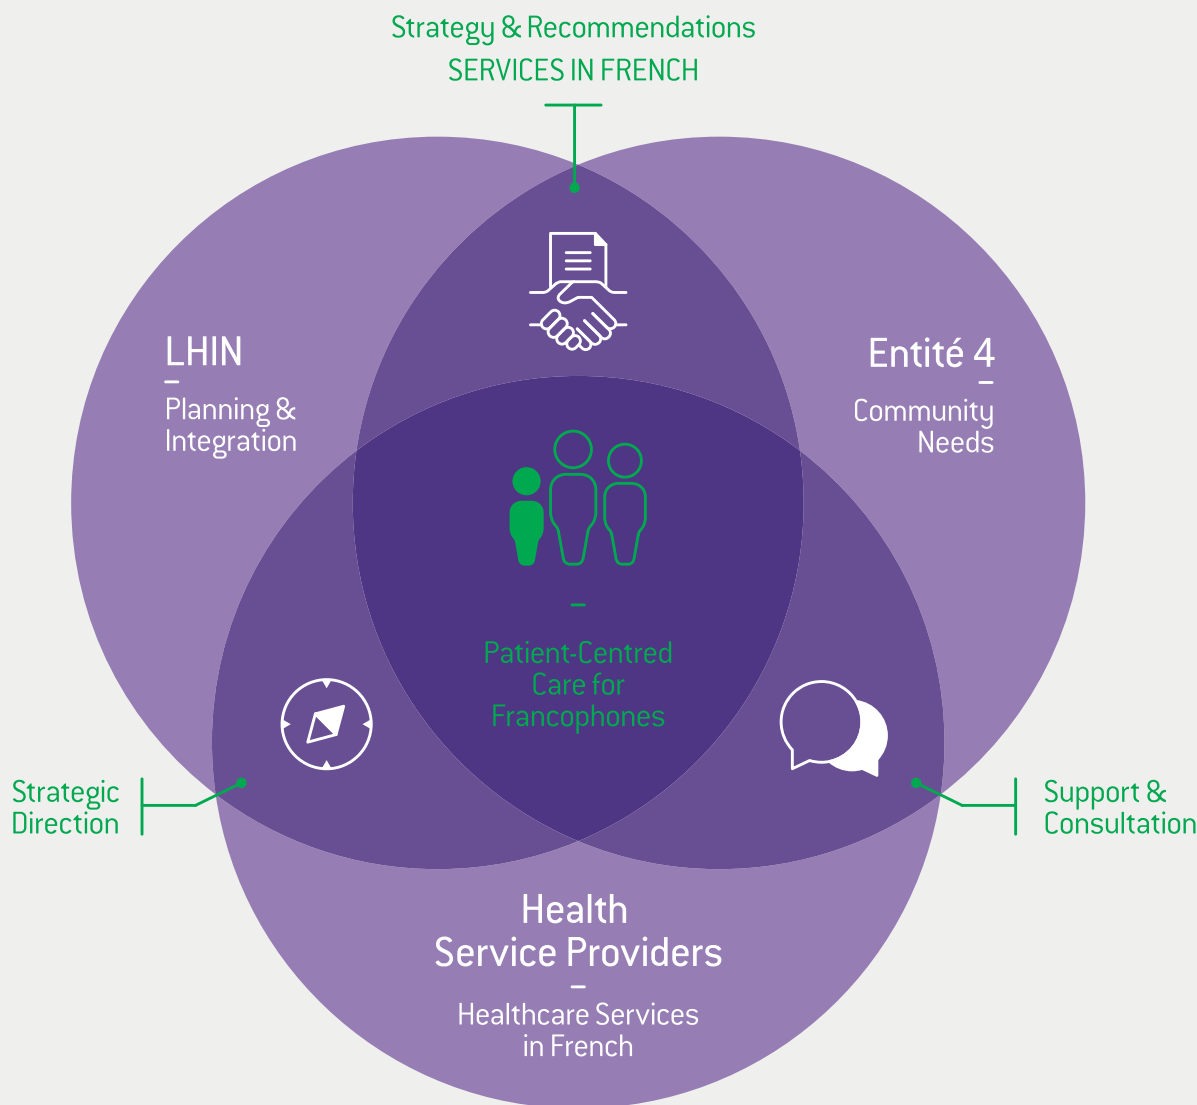 Strategy & Recommendations
SERVICES IN FRENCH
LHIN
Planning &
Integration
Entité 4
Community
Needs
Patient-Centred
Care for
Francophones
Strategic
Direction
Support &
Consultation
Health
Service Providers
Healthcare Services
in French